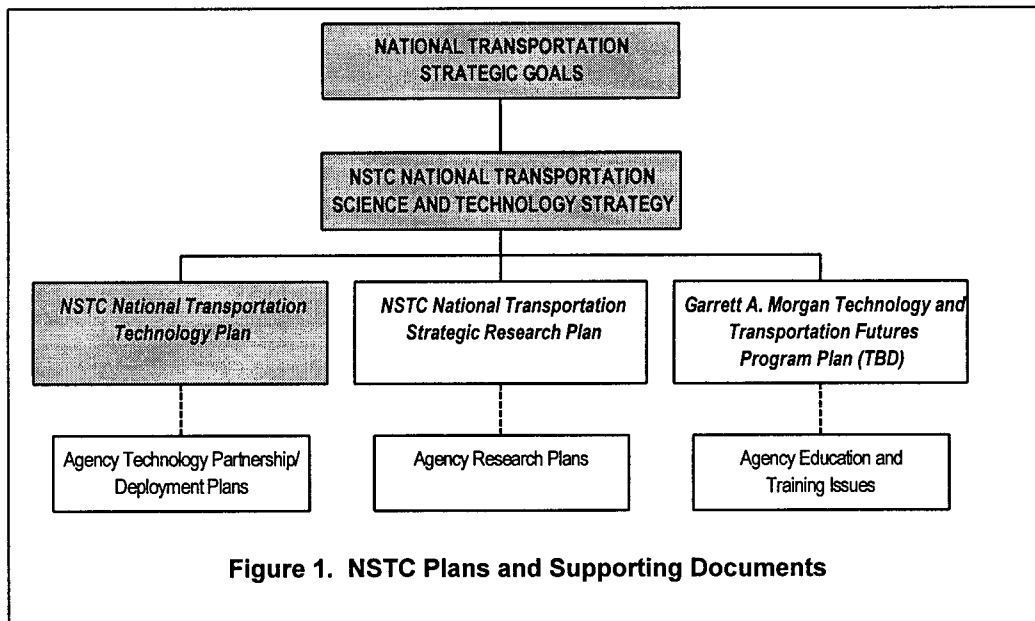 NATIONAL TRANSPORTATION
STRATEGIC GOALS
NSTC NATIONAL TRANSPORTATION
SCIENCE AND TECHNOLOGY STRATEGY
NSTC National Transportation
Technology Plan
NSTC National Transportation
Strategic Research Plan
Garrett A. Morgan Technology and
Transportation Futures
Program Plan (TBD)
Agency Technology Partnership/
Deployment Plans
Agency Research Plans
Agency Education and
Training Issues
Figure 1. NSTC Plans and Supporting Documents